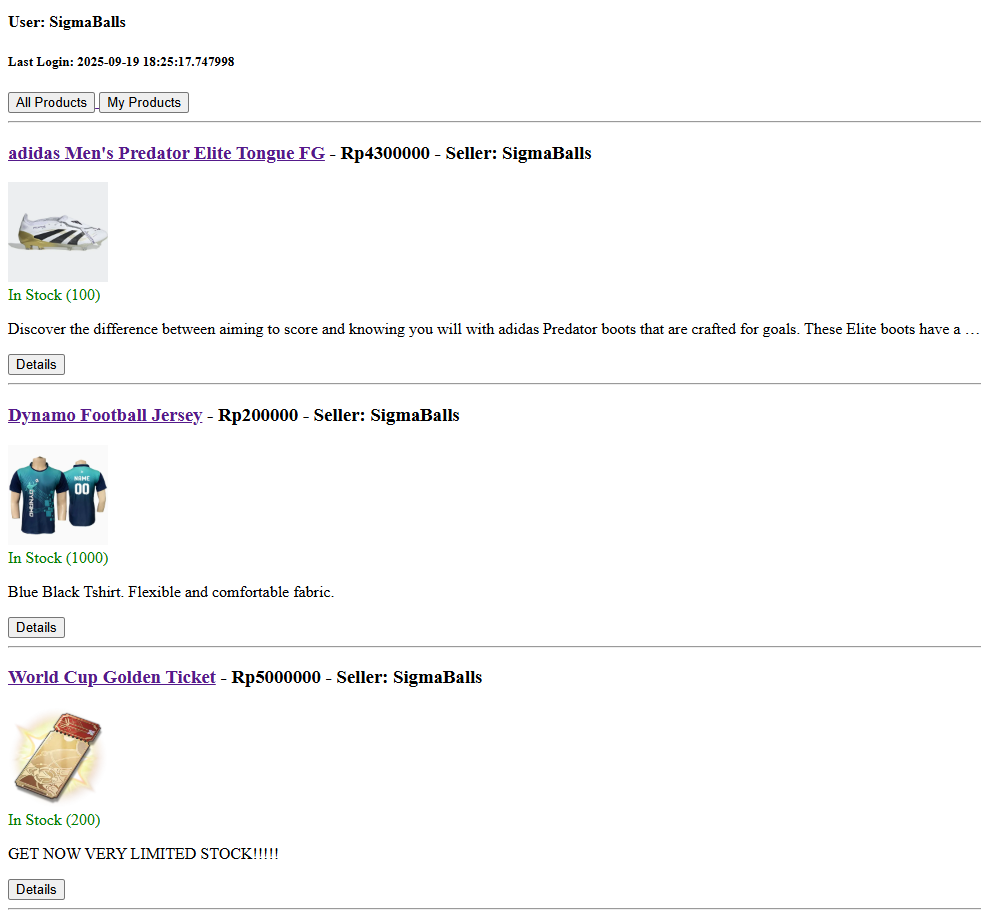 User: SigmaBalls
Last Login: 2025-09-19 18:25:17.747998
All Products My Products
adidas Men's Predator Elite Tongue FG - Rp4300000 - Seller: SigmaBalls
In Stock (100)
Discover the difference between aiming to score and knowing you will with adidas Predator boots that are crafted for goals. These Elite boots have a …
Details
Dynamo Football Jersey - Rp200000 - Seller: SigmaBalls
NAME
00
DYNAMO
In Stock (1000)
Blue Black Tshirt. Flexible and comfortable fabric.
Details
World Cup Golden Ticket - Rp5000000 - Seller: SigmaBalls
In Stock (200)
GET NOW VERY LIMITED STOCK!!!!!
Details